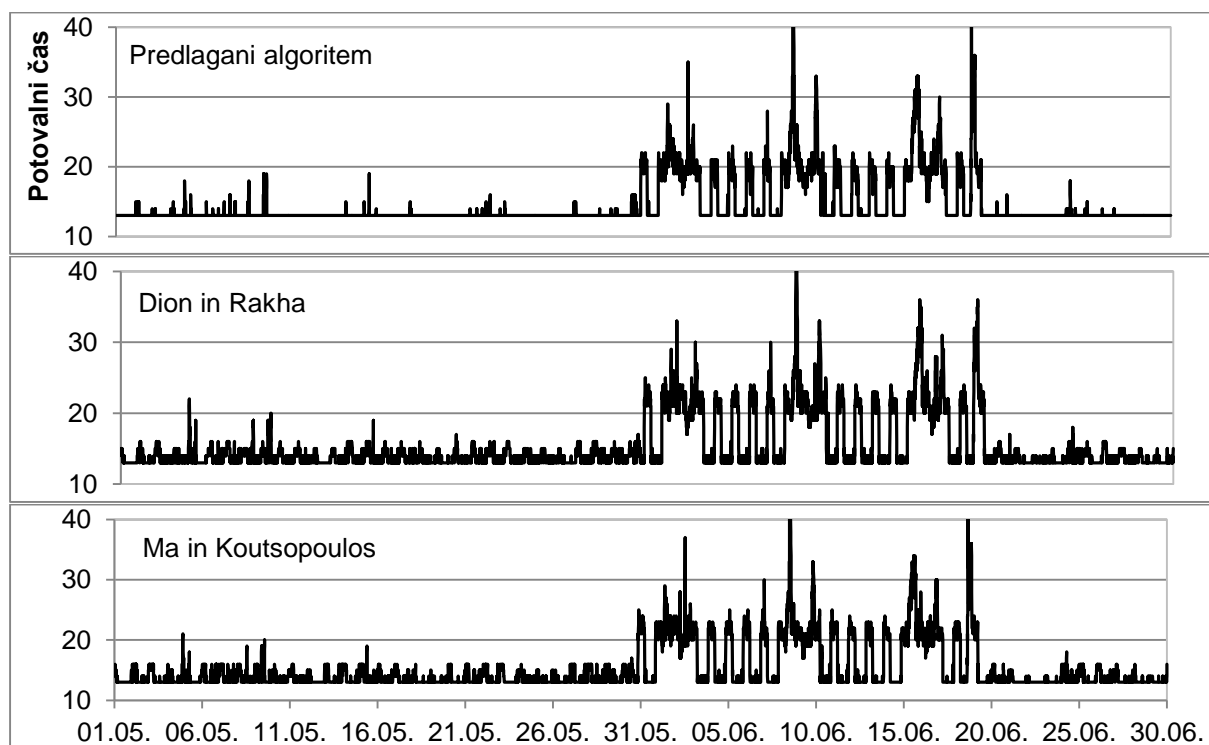 Potovalni čas
40
30
20
10
Predlagani algoritem
40
30
20
10
Dion in Rakha
40
30
20
10
Ma in Koutsopoulos
01.05. 06.05. 11.05. 16.05. 21.05. 26.05. 31.05. 05.06. 10.06. 15.06. 20.06. 25.06. 30.06.